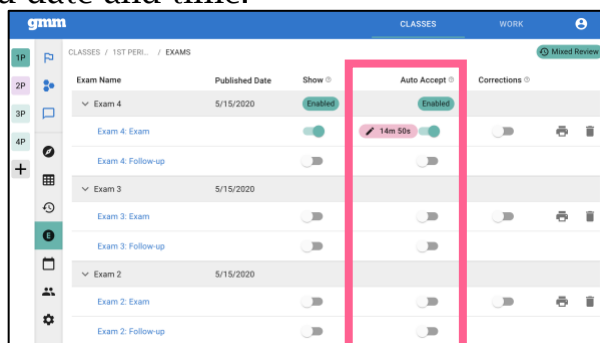 a date and time.
gmm CLASSES WORK
1P CLASSES / 1ST PERI... / EXAMS Mixed Review
2P Exam Name Published Date Show Auto Accept Corrections
3P Exam 4 5/15/2020 Enabled Enabled
4P Exam 4: Exam 14m 50s
Exam 4: Follow-up
Exam 3 5/15/2020
Exam 3: Exam
E Exam 3: Follow-up
Exam 2 5/15/2020
Exam 2: Exam
Exam 2: Follow-up